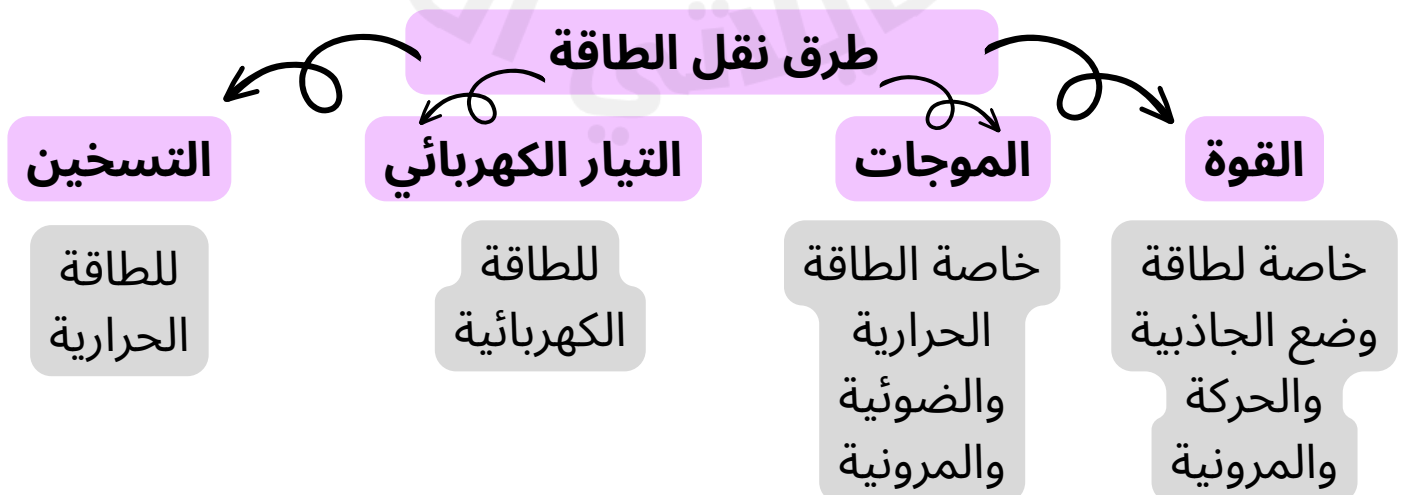 طرق نقل الطاقة
القوة
خاصة لطاقة
وضع الجاذبية
والحركة
والمرونية
الموجات
خاصة الطاقة
الحرارية
والضوئية
والمرونية
التيار الكهربائي
للطاقة
الكهربائية
التسخين
للطاقة
الحرارية